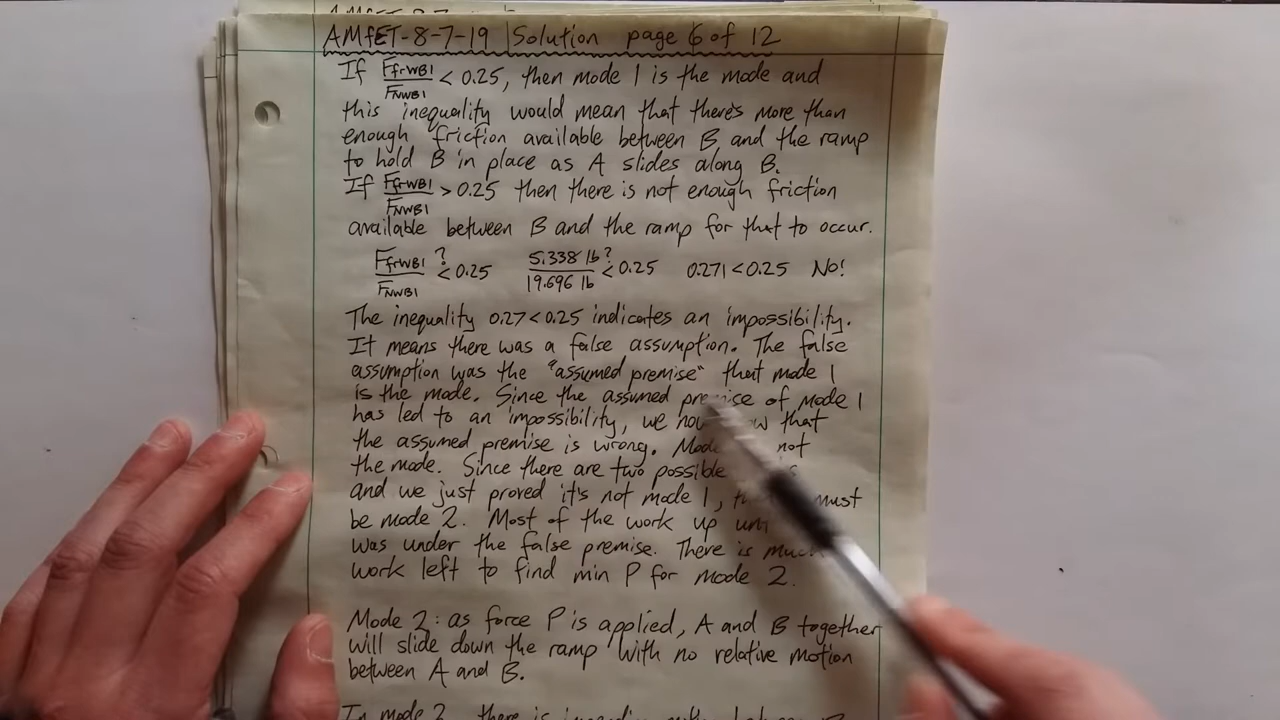 AMfET-8-7-19 Solution page 6 of 12
If FfrWB1/FNWB1 < 0.25, then mode 1 is the mode and
this inequality would mean that there's more than
enough friction available between B and the ramp
to hold B in place as A slides along B.
If FfrWB1/FNWB1 > 0.25 then there is not enough friction
available between B and the ramp for that to occur.
FfrWB1/FNWB1 ?< 0.25 5.338 lb/19.696 lb ?< 0.25 0.271 < 0.25 No!
The inequality 0.27 < 0.25 indicates an impossibility.
It means there was a false assumption. The false
assumption was the "assumed premise" that mode 1
is the mode. Since the assumed premise of mode 1
has led to an impossibility, we that
the assumed premise is wrong. not
the mode. Since there are two possible
and we just proved it's not mode 1, must
be mode 2. Most of the work up
was under the false premise. There is much
work left to find min P for mode 2.
Mode 2: as force P is applied, A and B together
will slide down the ramp with no relative motion
between A and B.
In mode 2, there is